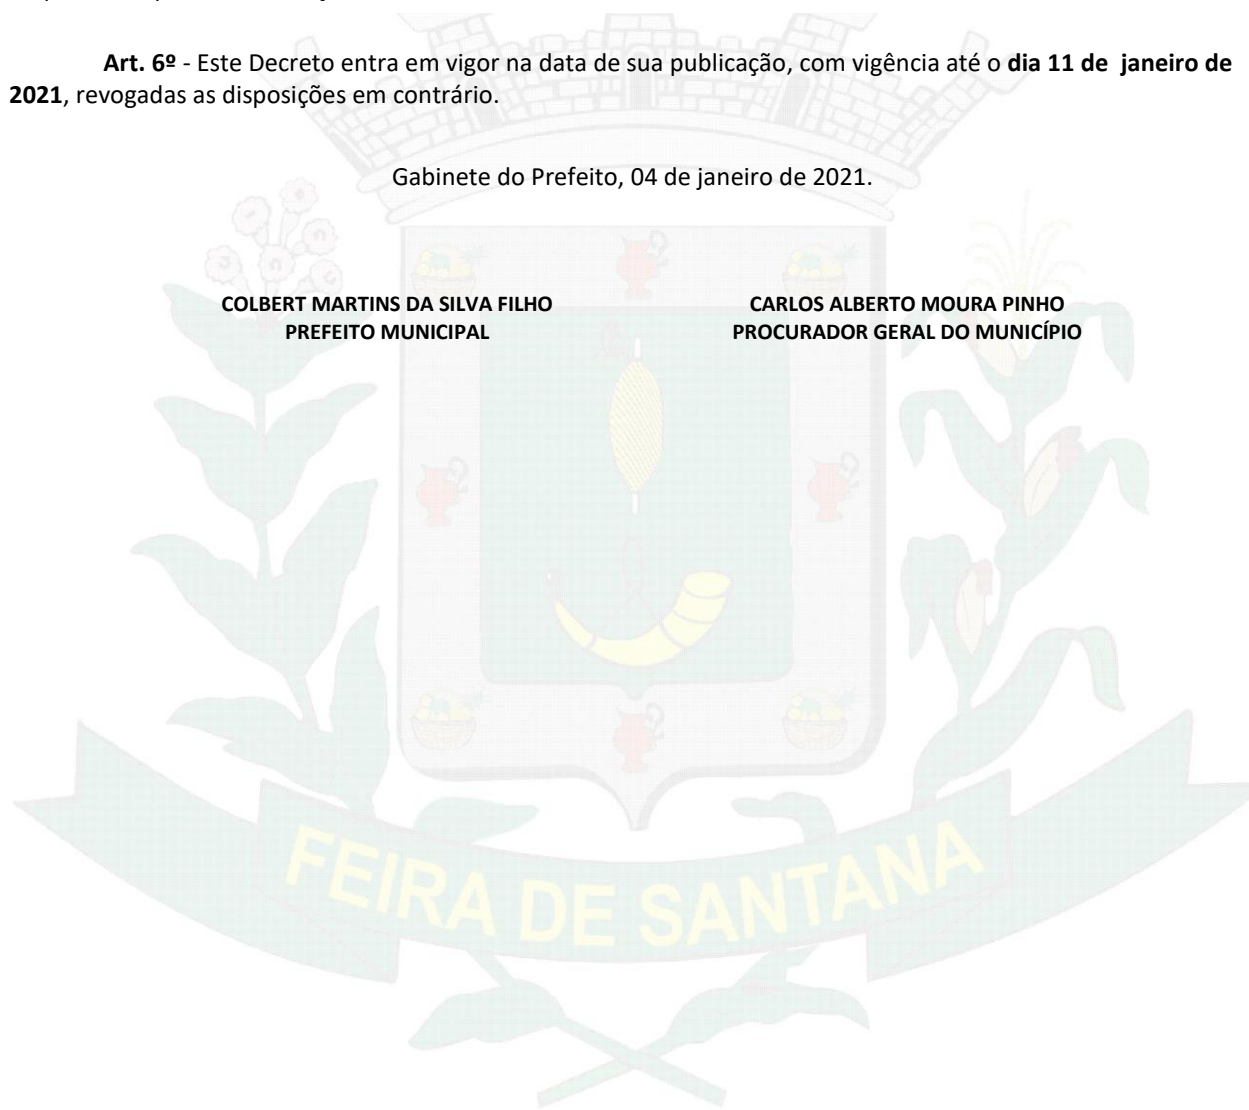 Art. 6º - Este Decreto entra em vigor na data de sua publicação, com vigência até o dia 11 de janeiro de
2021, revogadas as disposições em contrário.
Gabinete do Prefeito, 04 de janeiro de 2021.
COLBERT MARTINS DA SILVA FILHO
PREFEITO MUNICIPAL
CARLOS ALBERTO MOURA PINHO
PROCURADOR GERAL DO MUNICÍPIO
FEIRA DE SANTANA